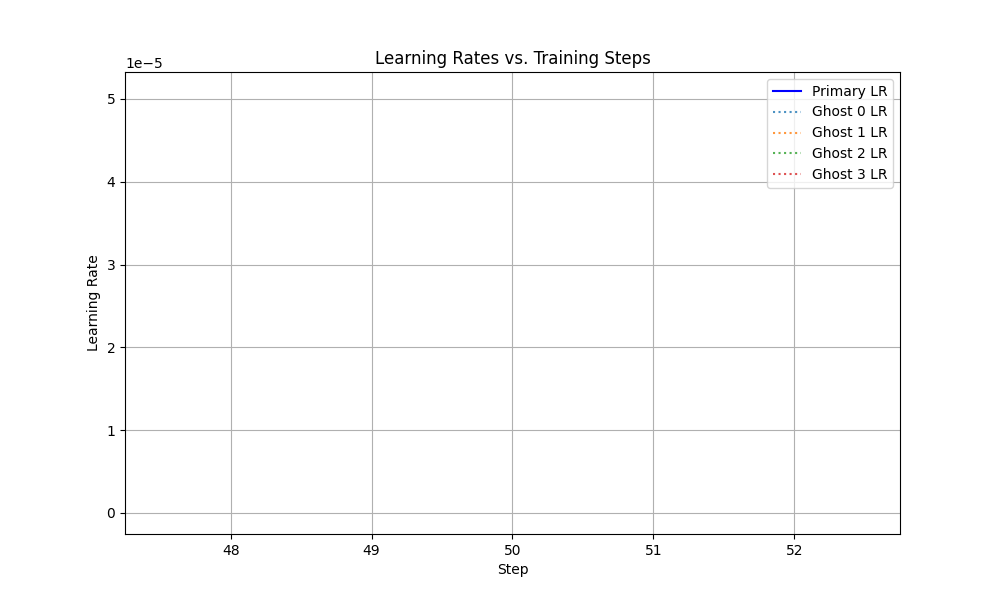 Learning Rates vs. Training Steps
1e−5
Primary LR
Ghost 0 LR
Ghost 1 LR
Ghost 2 LR
Ghost 3 LR
5
4
3
2
1
0
Learning Rate
48 49 50 51 52
Step